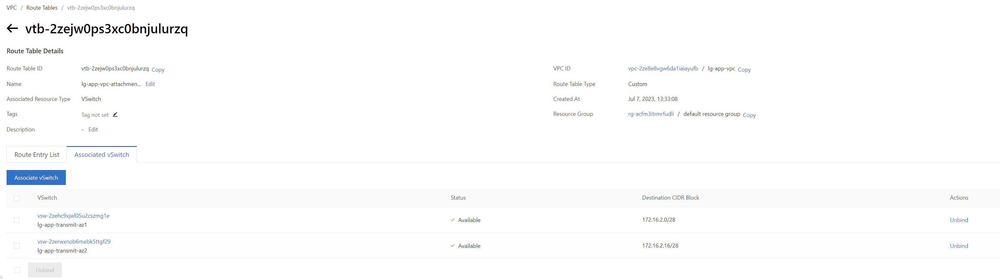 VPC / Route Tables / vtb-2zejw0ps3xc0bnjulurzq
vtb-2zejw0ps3xc0bnjulurzq
Route Table Details
Route Table ID vtb-2zejw0ps3xc0bnjulurzq Copy VPC ID vpc-2ze8e8vgw6da1iaiayufb / lg-app-vpc Copy
Name lg-app-vpc-attachmen... Edit Route Table Type Custom
Associated Resource Type VSwitch Created At Jul 7, 2023, 13:33:08
Tags Tag not set Resource Group rg-acfm3itrmrfudli / default resource group Copy
Description - Edit
Route Entry List Associated vSwitch
Associate vSwitch
VSwitch Status Destination CIDR Block Actions
vsw-2zehc9xjwl05u2cszmg1e
lg-app-transmit-az1 Available 172.16.2.0/28 Unbind
vsw-2zerwxnob6mebk5ttgf29
lg-app-transmit-az2 Available 172.16.2.16/28 Unbind
Unbind